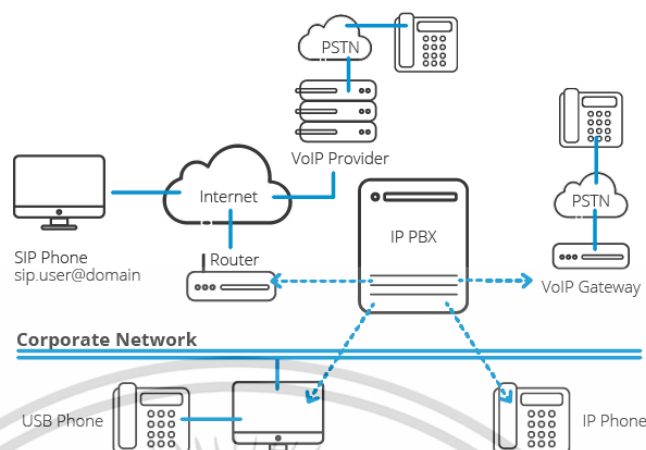 PSTN
VoIP Provider
Internet
PSTN
IP PBX
SIP Phone
sip.user@domain
Router
VoIP Gateway
Corporate Network
USB Phone
IP Phone